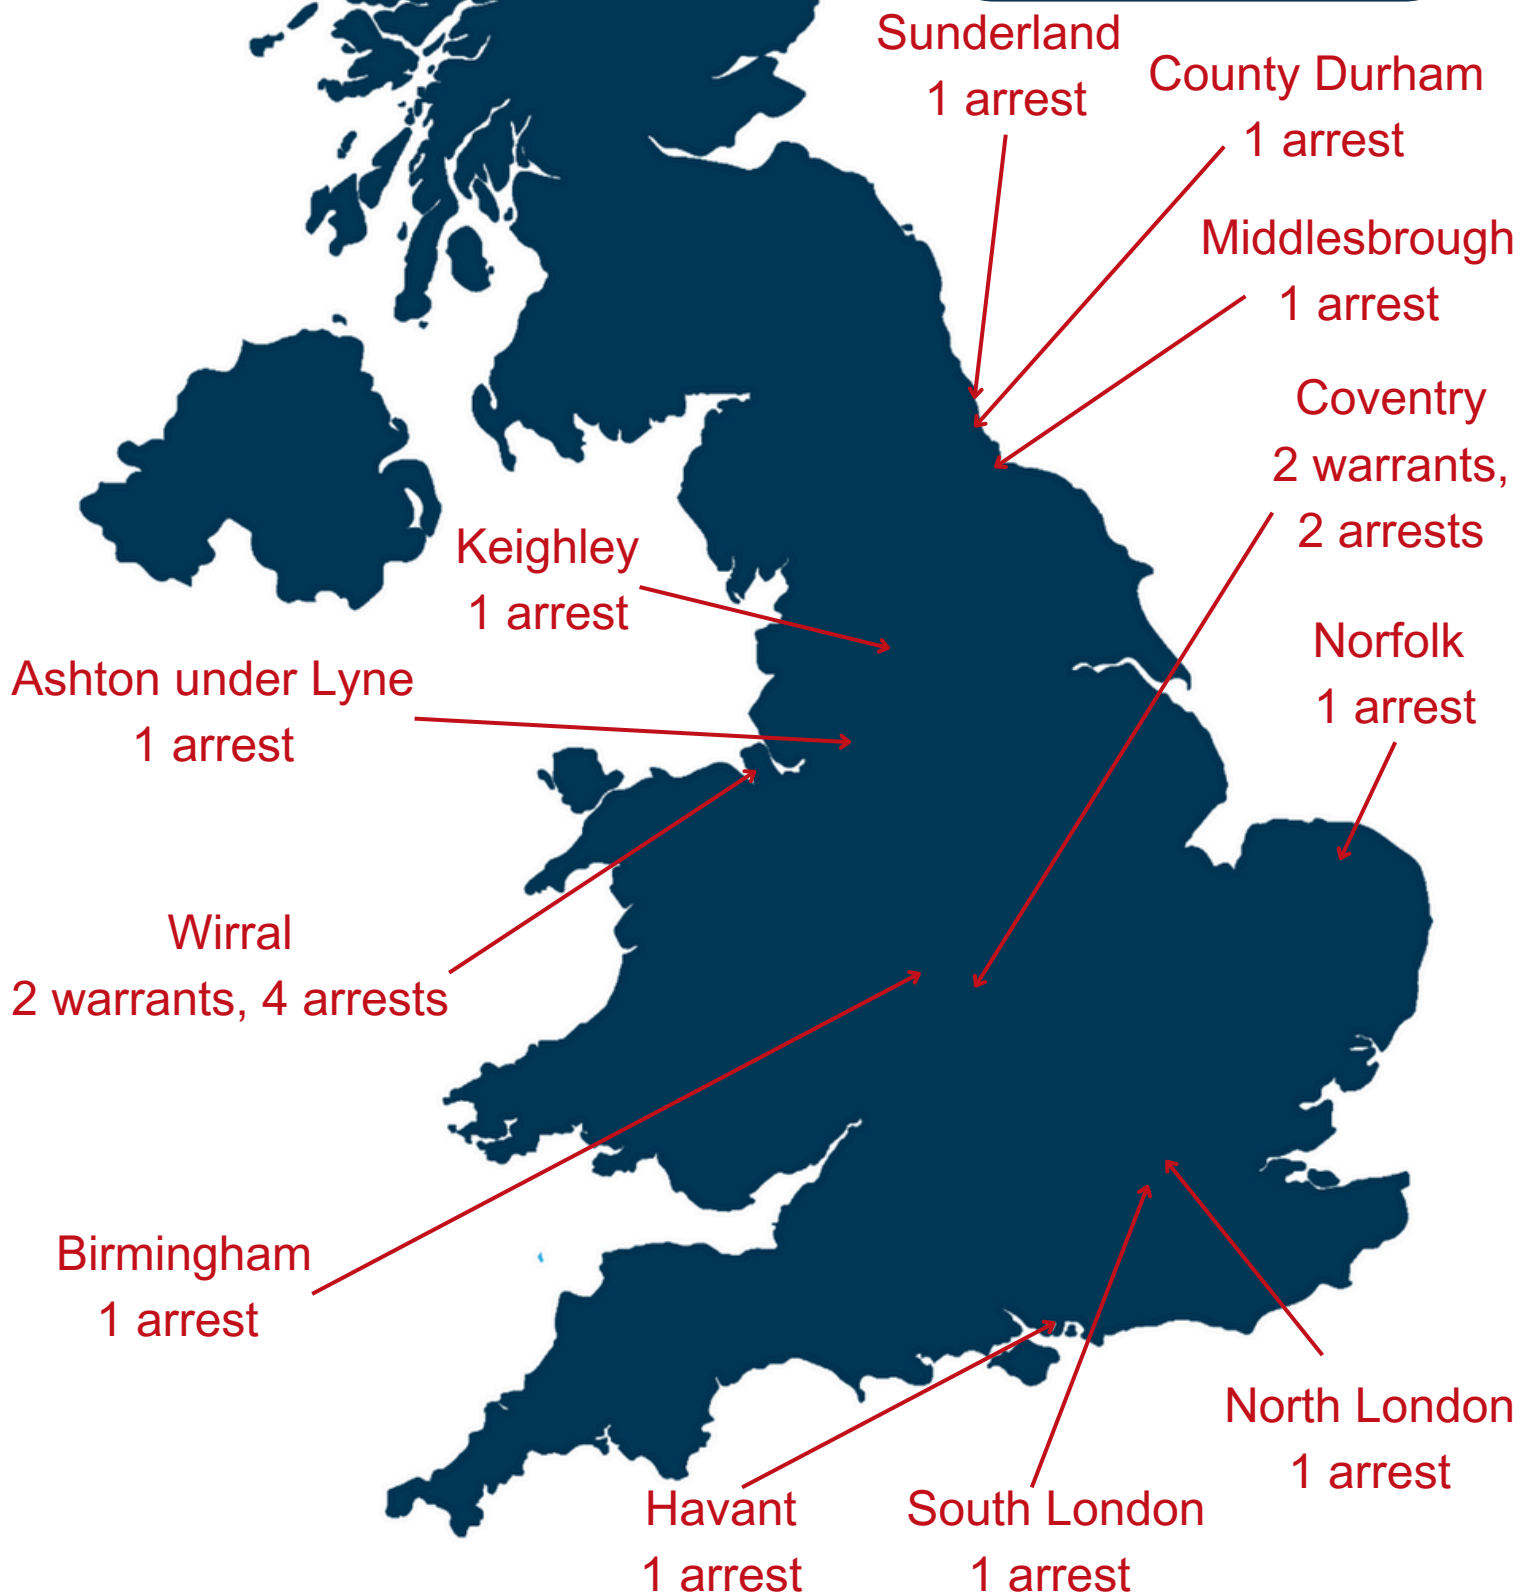 Sunderland
1 arrest
County Durham
1 arrest
Middlesbrough
1 arrest
Coventry
2 warrants,
2 arrests
Keighley
1 arrest
Norfolk
1 arrest
Ashton under Lyne
1 arrest
Wirral
2 warrants, 4 arrests
Birmingham
1 arrest
North London
1 arrest
Havant
1 arrest
South London
1 arrest